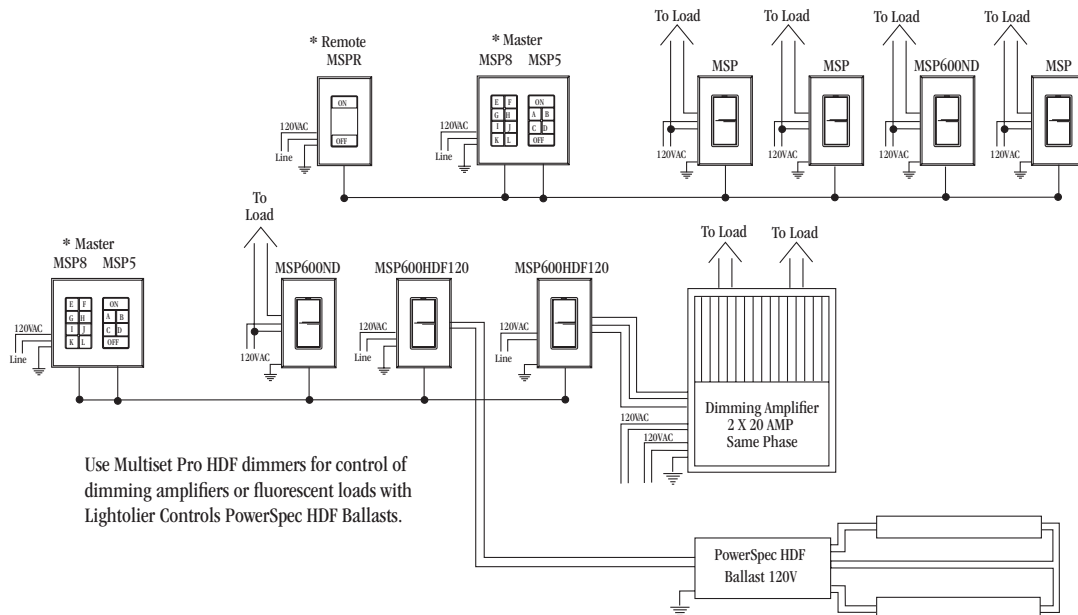 To Load To Load To Load To Load
* Remote
MSPR
* Master
MSP8 MSP5
MSP MSP MSP600ND MSP
ON
OFF
E F
G H
I J
K L
ON
A B
C D
OFF
120VAC
Line
120VAC
Line
120VAC 120VAC 120VAC 120VAC
To
Load
* Master
MSP8 MSP5
MSP600ND MSP600HDF120 MSP600HDF120
To Load To Load
E F
G H
I J
K L
ON
A B
C D
OFF
120VAC
Line
120VAC
120VAC
Line
120VAC
Line
Dimming Amplifier
2 X 20 AMP
Same Phase
120VAC
120VAC
Use Multiset Pro HDF dimmers for control of
dimming amplifiers or fluorescent loads with
Lightolier Controls PowerSpec HDF Ballasts.
PowerSpec HDF
Ballast 120V